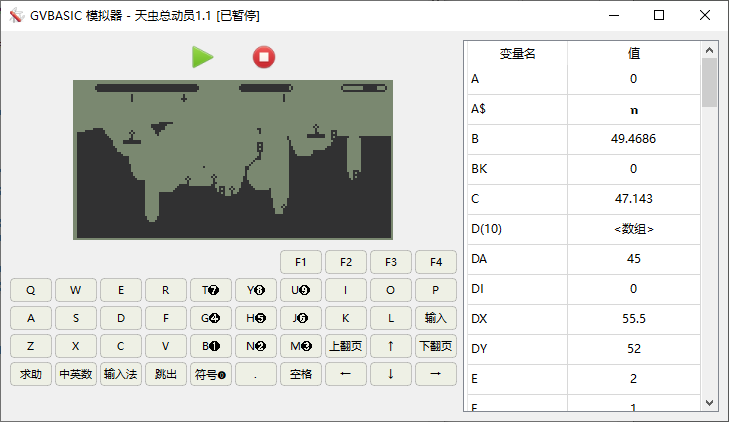 GVBASIC 模拟器 - 天虫总动员1.1 [已暂停]
变量名 值
A 0
A$ n
B 49.4686
BK 0
C 47.143
D(10) <数组>
DA 45
DI 0
DX 55.5
DY 52
E 2
F 1
F1 F2 F3 F4
Q W E R T❼ Y❽ U❾ I O P
A S D F G❹ H❺ J❻ K L 输入
Z X C V B❶ N❷ M❸ 上翻页 ↑ 下翻页
求助 中英数 输入法 跳出 符号⓿ . 空格 ← ↓ →